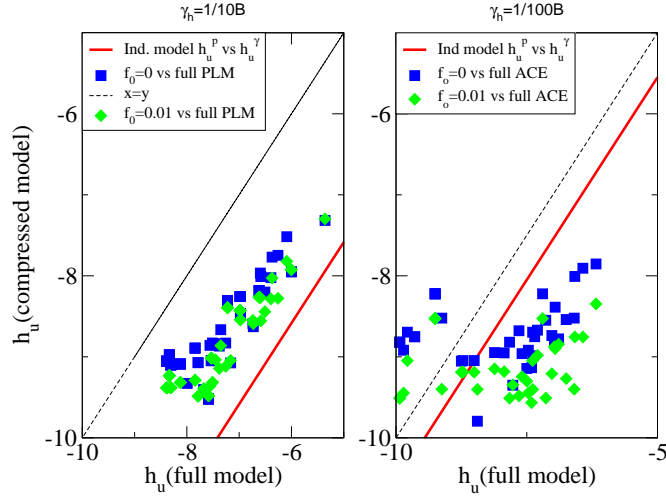 γh=1/10B
γh=1/100B
Ind. model hu^p vs hu^γ
f0=0 vs full PLM
x=y
f0=0.01 vs full PLM
Ind model hu^p vs hu^γ
fo=0 vs full ACE
fo=0.01 vs full ACE
hu(compressed model)
-6
-8
-10
-6
-8
-10
-10
-8
-6
-10
-5
hu(full model)
hu(full model)